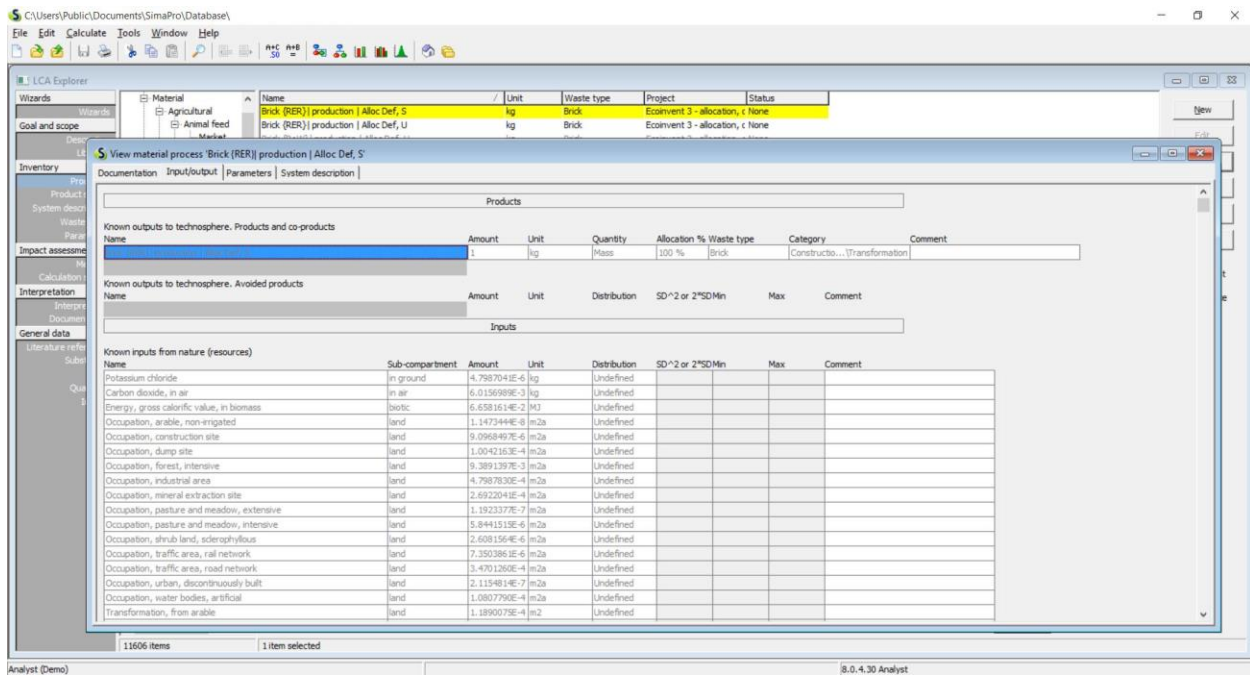 C:\Users\Public\Documents\SimaPro\Database\
File Edit Calculate Tools Window Help
LCA Explorer
Wizards
Wizards
Goal and scope
Inventory
Impact assessme
Interpretation
General data
Material
Agricultural
Animal feed
Market
Name / Unit Waste type Project Status
Brick {RER}| production | Alloc Def, S kg Brick Ecoinvent 3 - allocation, c None
Brick {RER}| production | Alloc Def, U kg Brick Ecoinvent 3 - allocation, c None
New
Edit
View material process 'Brick {RER}| production | Alloc Def, S'
Documentation Input/output Parameters System description
Products
Known outputs to technosphere. Products and co-products
Name Amount Unit Quantity Allocation % Waste type Category Comment
1 kg Mass 100 % Brick Constructio...\Transformation
Known outputs to technosphere. Avoided products
Name Amount Unit Distribution SD^2 or 2*SD Min Max Comment
Inputs
Known inputs from nature (resources)
Name Sub-compartment Amount Unit Distribution SD^2 or 2*SD Min Max Comment
Potassium chloride in ground 4.7987041E-6 kg Undefined
Carbon dioxide, in air in air 6.0156989E-3 kg Undefined
Energy, gross calorific value, in biomass biotic 6.6581614E-2 MJ Undefined
Occupation, arable, non-irrigated land 1.1473444E-8 m2a Undefined
Occupation, construction site land 9.0968497E-6 m2a Undefined
Occupation, dump site land 1.0042163E-4 m2a Undefined
Occupation, forest, intensive land 9.3891397E-3 m2a Undefined
Occupation, industrial area land 4.7987830E-4 m2a Undefined
Occupation, mineral extraction site land 2.6922041E-4 m2a Undefined
Occupation, pasture and meadow, extensive land 1.1923377E-7 m2a Undefined
Occupation, pasture and meadow, intensive land 5.8441515E-6 m2a Undefined
Occupation, shrub land, sclerophyllous land 2.6081564E-6 m2a Undefined
Occupation, traffic area, rail network land 7.3503861E-6 m2a Undefined
Occupation, traffic area, road network land 3.4701260E-4 m2a Undefined
Occupation, urban, discontinuously built land 2.1154814E-7 m2a Undefined
Occupation, water bodies, artificial land 1.0807790E-4 m2a Undefined
Transformation, from arable land 1.1890075E-4 m2 Undefined
11606 items 1 item selected
Analyst (Demo) 8.0.4.30 Analyst